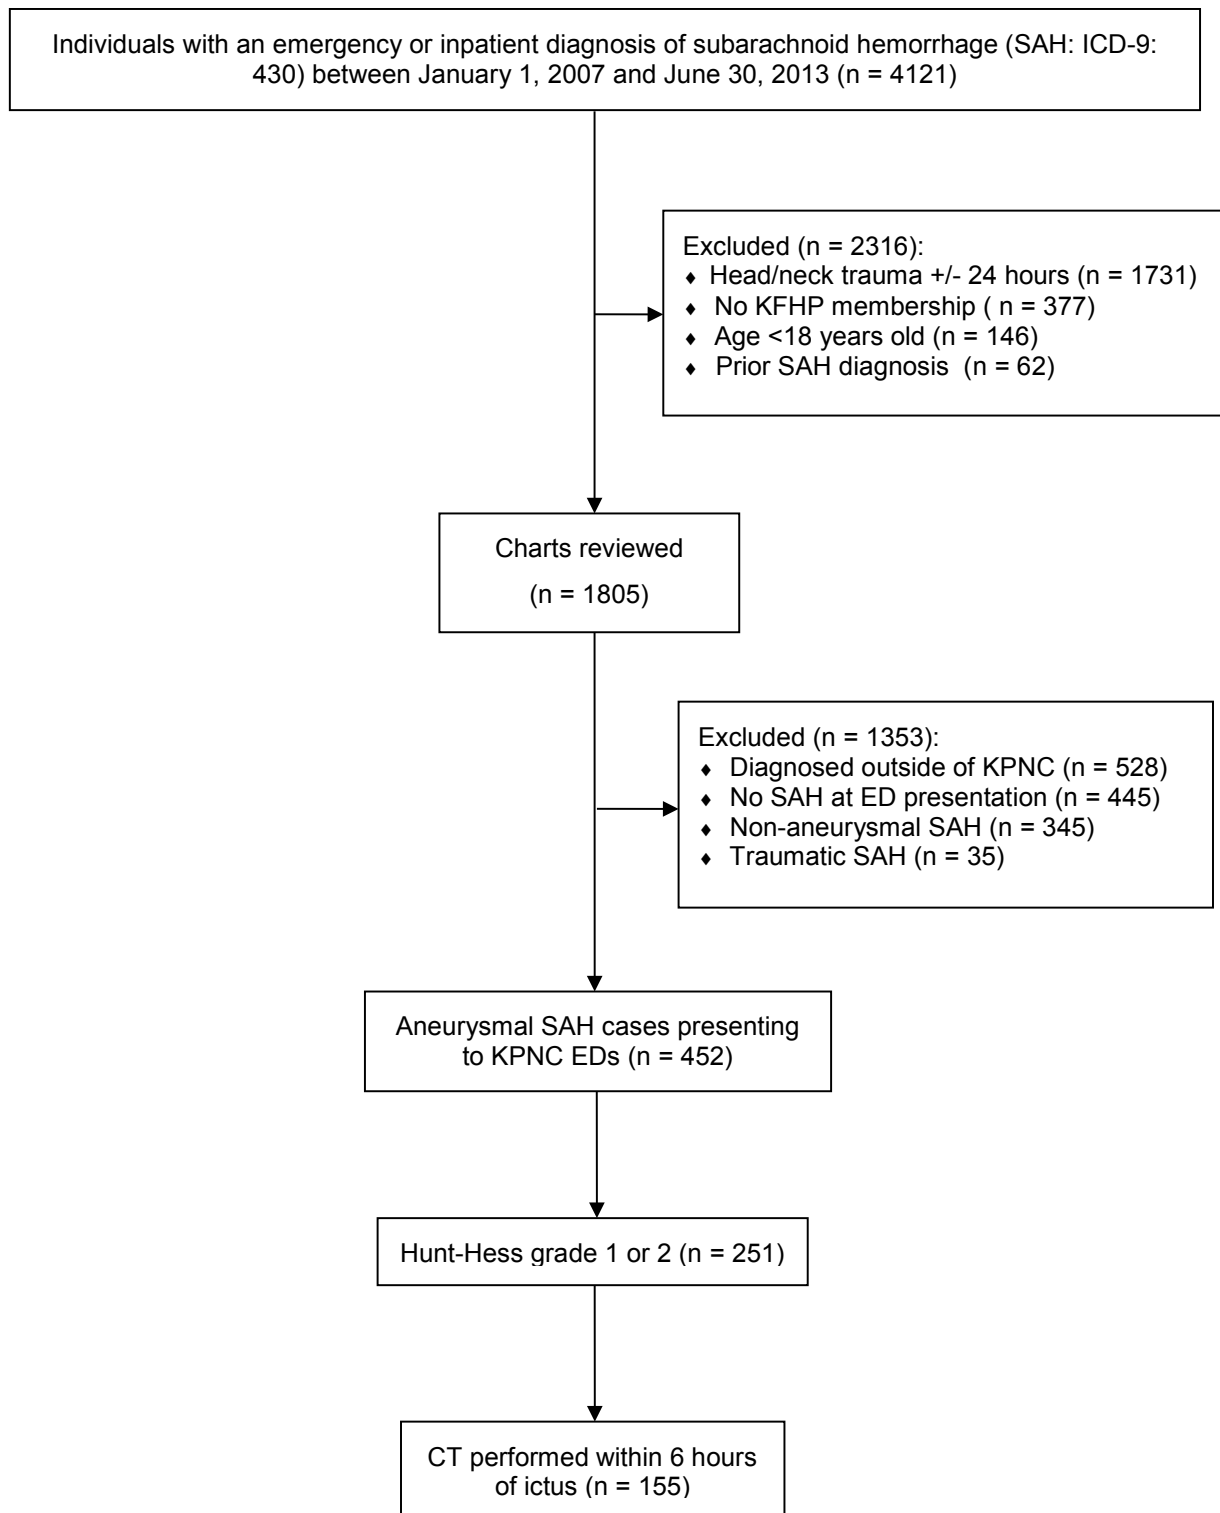 Individuals with an emergency or inpatient diagnosis of subarachnoid hemorrhage (SAH: ICD-9:
430) between January 1, 2007 and June 30, 2013 (n = 4121)
Excluded (n = 2316):
♦ Head/neck trauma +/- 24 hours (n = 1731)
♦ No KFHP membership ( n = 377)
♦ Age <18 years old (n = 146)
♦ Prior SAH diagnosis (n = 62)
Charts reviewed
(n = 1805)
Excluded (n = 1353):
♦ Diagnosed outside of KPNC (n = 528)
♦ No SAH at ED presentation (n = 445)
♦ Non-aneurysmal SAH (n = 345)
♦ Traumatic SAH (n = 35)
Aneurysmal SAH cases presenting
to KPNC EDs (n = 452)
Hunt-Hess grade 1 or 2 (n = 251)
CT performed within 6 hours
of ictus (n = 155)